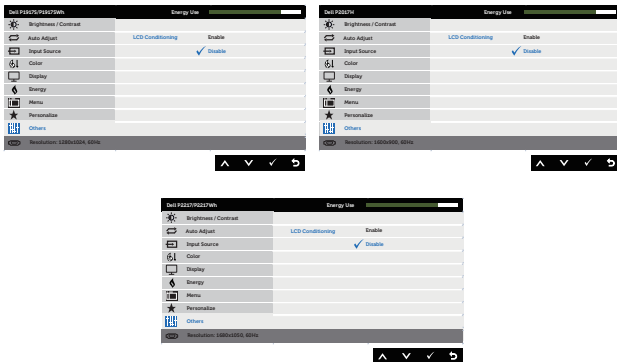 Dell P1917S/P1917SWh Energy Use
Brightness / Contrast
Auto Adjust LCD Conditioning Enable
Input Source Disable
Color
Display
Energy
Menu
Personalize
Others
Resolution: 1280x1024, 60Hz
Dell P2017H Energy Use
Brightness / Contrast
Auto Adjust LCD Conditioning Enable
Input Source Disable
Color
Display
Energy
Menu
Personalize
Others
Resolution: 1600x900, 60Hz
Dell P2217/P2217Wh Energy Use
Brightness / Contrast
Auto Adjust LCD Conditioning Enable
Input Source Disable
Color
Display
Energy
Menu
Personalize
Others
Resolution: 1680x1050, 60Hz